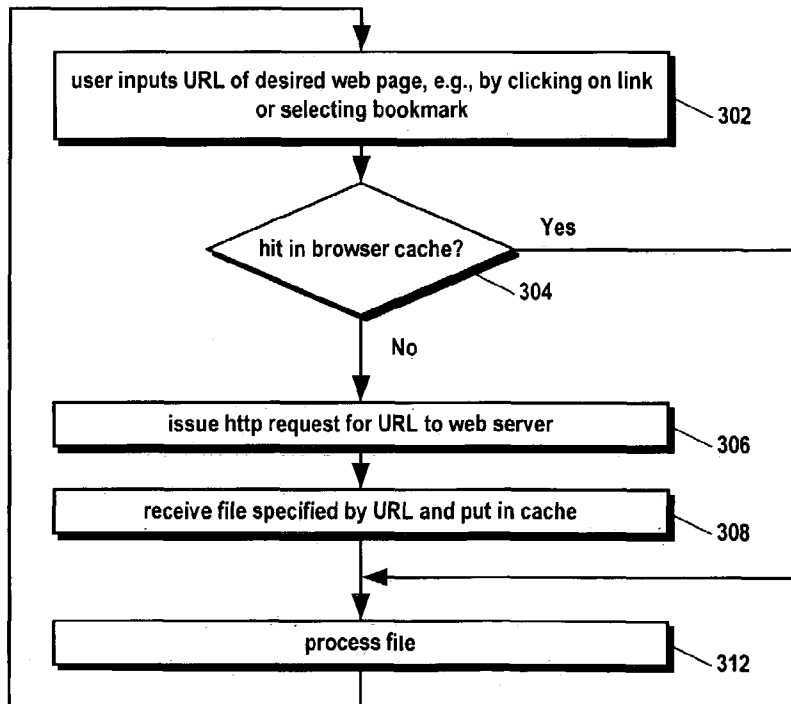 user inputs URL of desired web page, e.g., by clicking on link
or selecting bookmark
302
hit in browser cache?
Yes
304
No
issue http request for URL to web server
306
receive file specified by URL and put in cache
308
process file
312